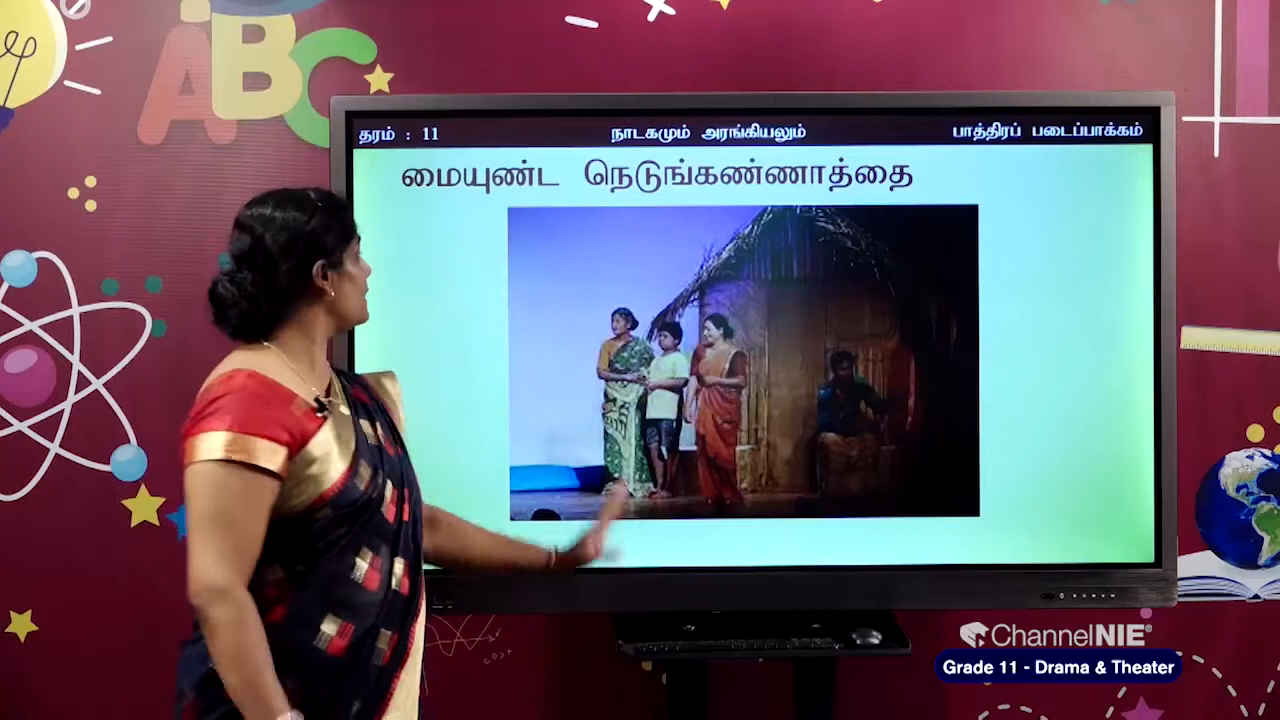 ABC
தரம் : 11 நாடகமும் அரங்கியலும் பாத்திரப் படைப்பாக்கம்
மையுண்ட நெடுங்கண்ணாத்தை
ChannelNIE®
Grade 11 - Drama & Theater